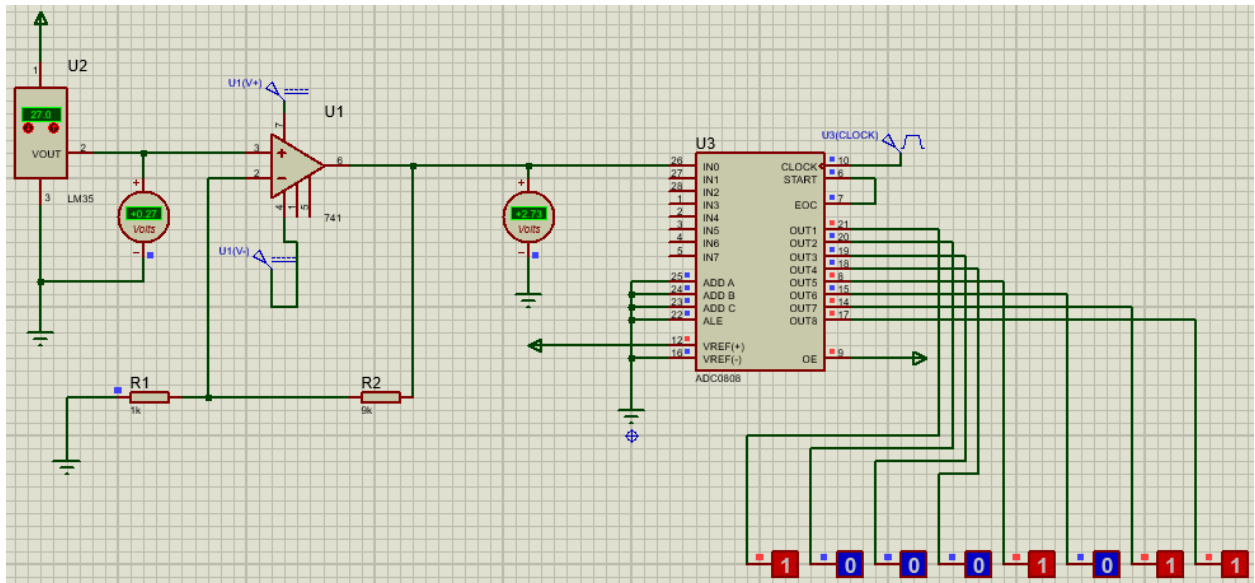 U2
1
27.0
VOUT
2
3
LM35
+
+0.27
Volts
-
U1(V+)
7
U1
3
+
2
-
6
4
1
5
741
U1(V-)
R1
1k
R2
9k
+
+2.73
Volts
-
U3
U3(CLOCK)
26 IN0 CLOCK 10
27 IN1 START 6
28 IN2
1 IN3 EOC 7
2 IN4
3 IN5 OUT1 21
4 IN6 OUT2 20
5 IN7 OUT3 19
OUT4 18
25 ADD A OUT5 8
24 ADD B OUT6 15
23 ADD C OUT7 14
22 ALE OUT8 17
12 VREF(+)
16 VREF(-) OE 9
ADC0808
1 0 0 0 1 0 1 1